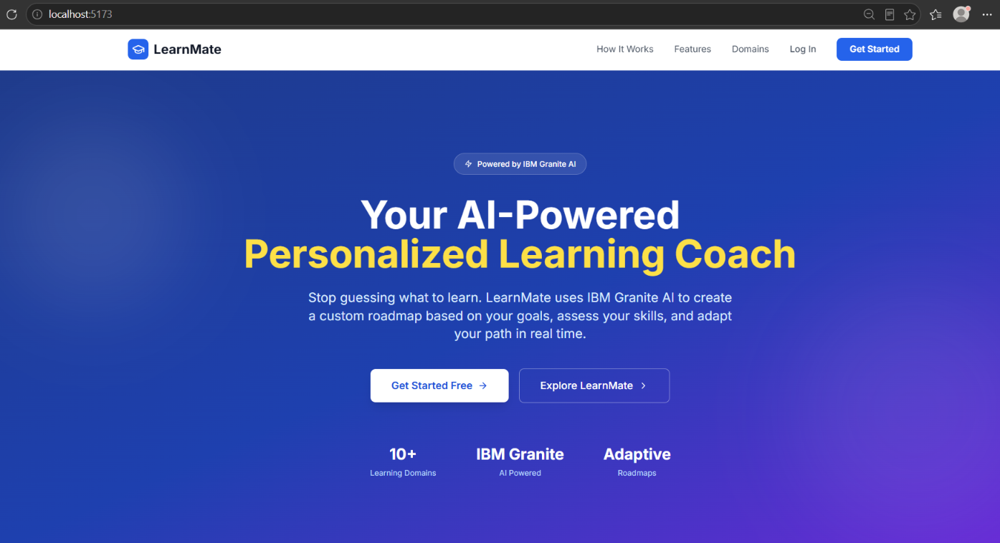 localhost:5173
LearnMate
How It Works
Features
Domains
Log In
Get Started
Powered by IBM Granite AI
Your AI-Powered
Personalized Learning Coach
Stop guessing what to learn. LearnMate uses IBM Granite AI to create
a custom roadmap based on your goals, assess your skills, and adapt
your path in real time.
Get Started Free →
Explore LearnMate >
10+
Learning Domains
IBM Granite
AI Powered
Adaptive
Roadmaps